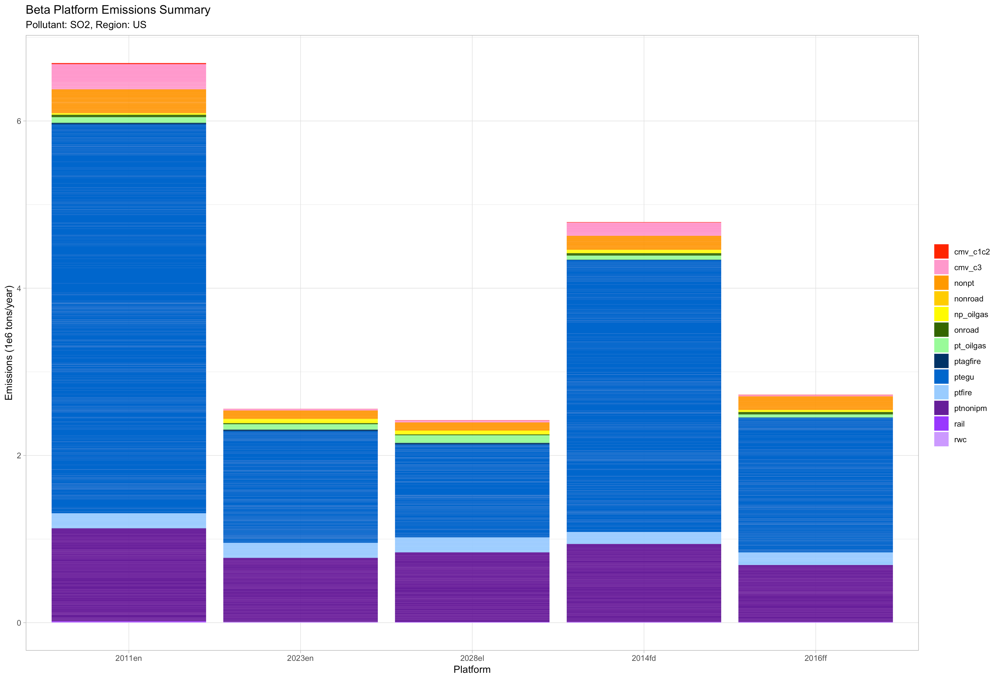 Beta Platform Emissions Summary
Pollutant: SO2, Region: US
Emissions (1e6 tons/year)
6
4
2
0
2011en
2023en
2028el
2014fd
2016ff
Platform
cmv_c1c2
cmv_c3
nonpt
nonroad
np_oilgas
onroad
pt_oilgas
ptagfire
ptegu
ptfire
ptnonipm
rail
rwc